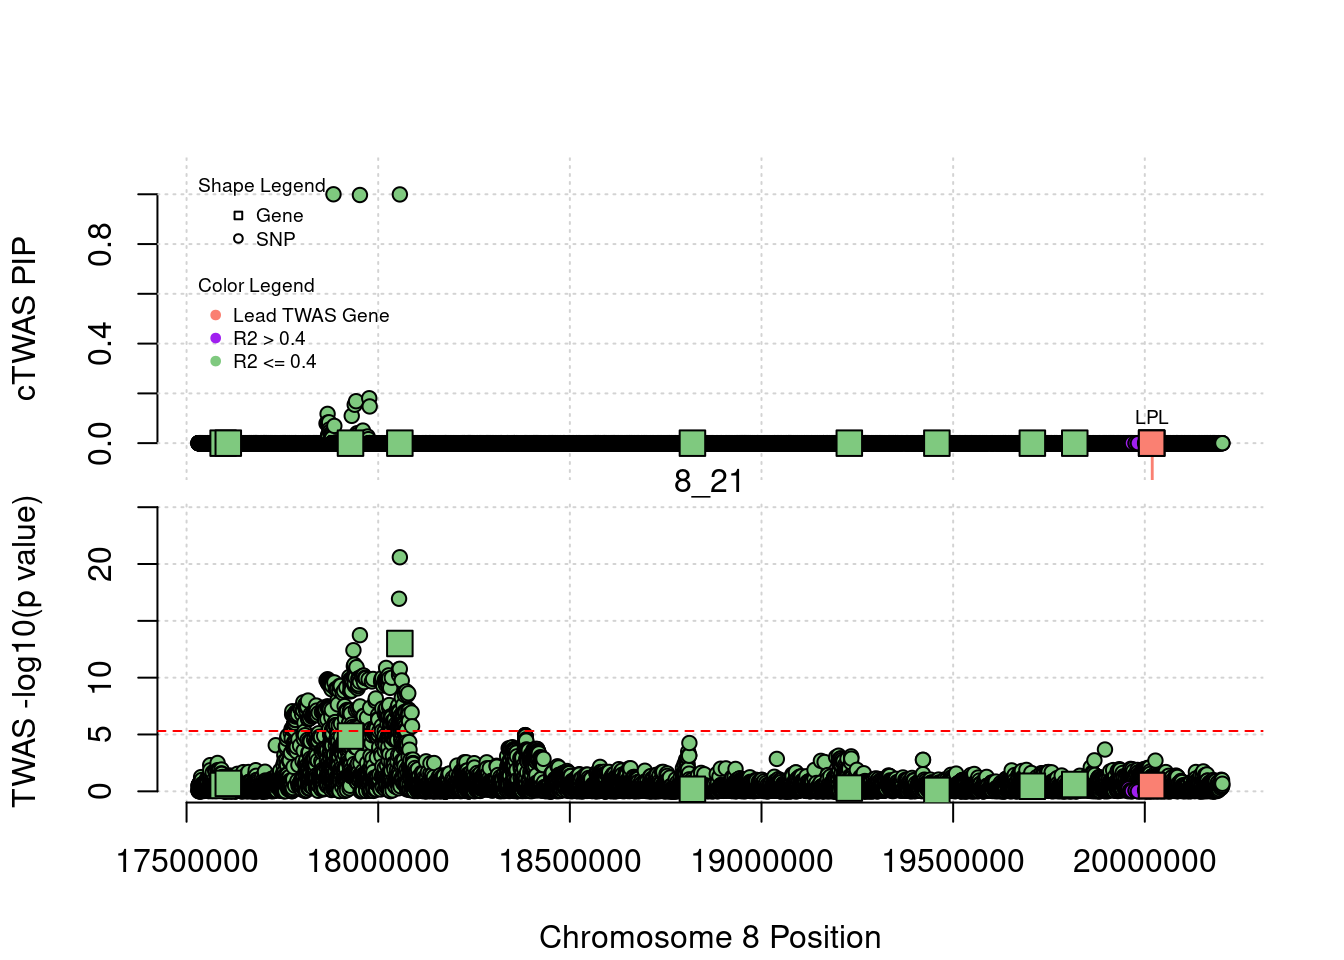 cTWAS PIP
0.8
0.4
0.0
Shape Legend
Gene
SNP
Color Legend
Lead TWAS Gene
R2 > 0.4
R2 <= 0.4
LPL
8_21
TWAS -log10(p value)
20
10
5
0
17500000 18000000 18500000 19000000 19500000 20000000
Chromosome 8 Position